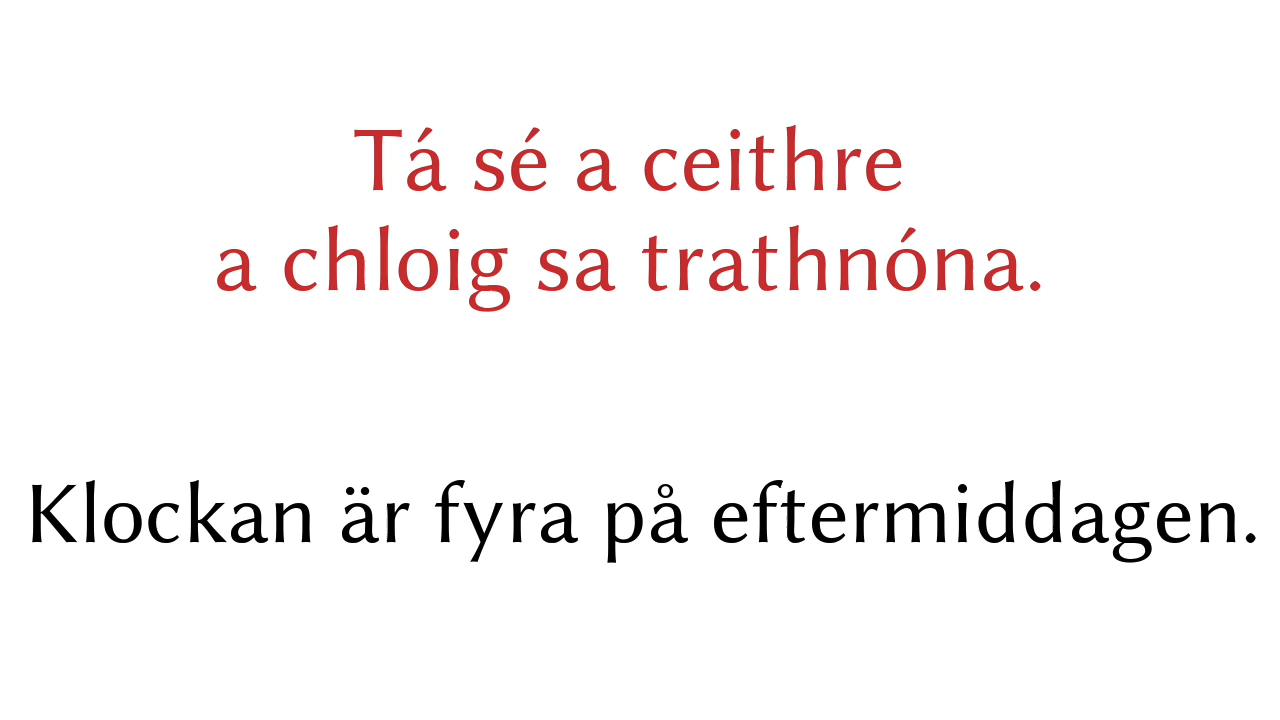 Tá sé a ceithre
a chloig sa trathnóna.
Klockan är fyra på eftermiddagen.